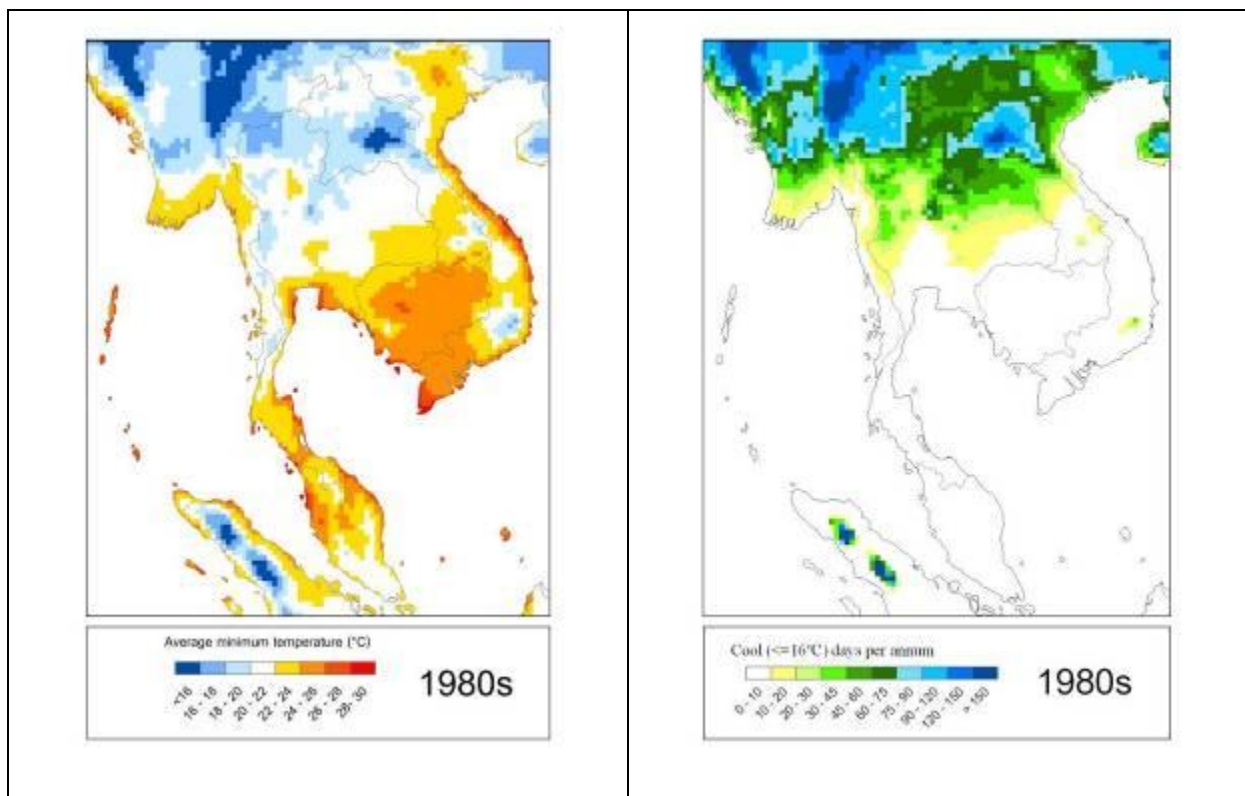 Average minimum temperature (°C)
<16
16 - 18
18 - 20
20 - 22
22 - 24
24 - 26
26 - 28
28- 30
1980s
Cool (<=16°C) days per annum
0 - 10
10 - 20
20 - 30
30 - 45
45 - 60
60 - 75
75 - 90
90 - 120
120 - 150
> 150
1980s